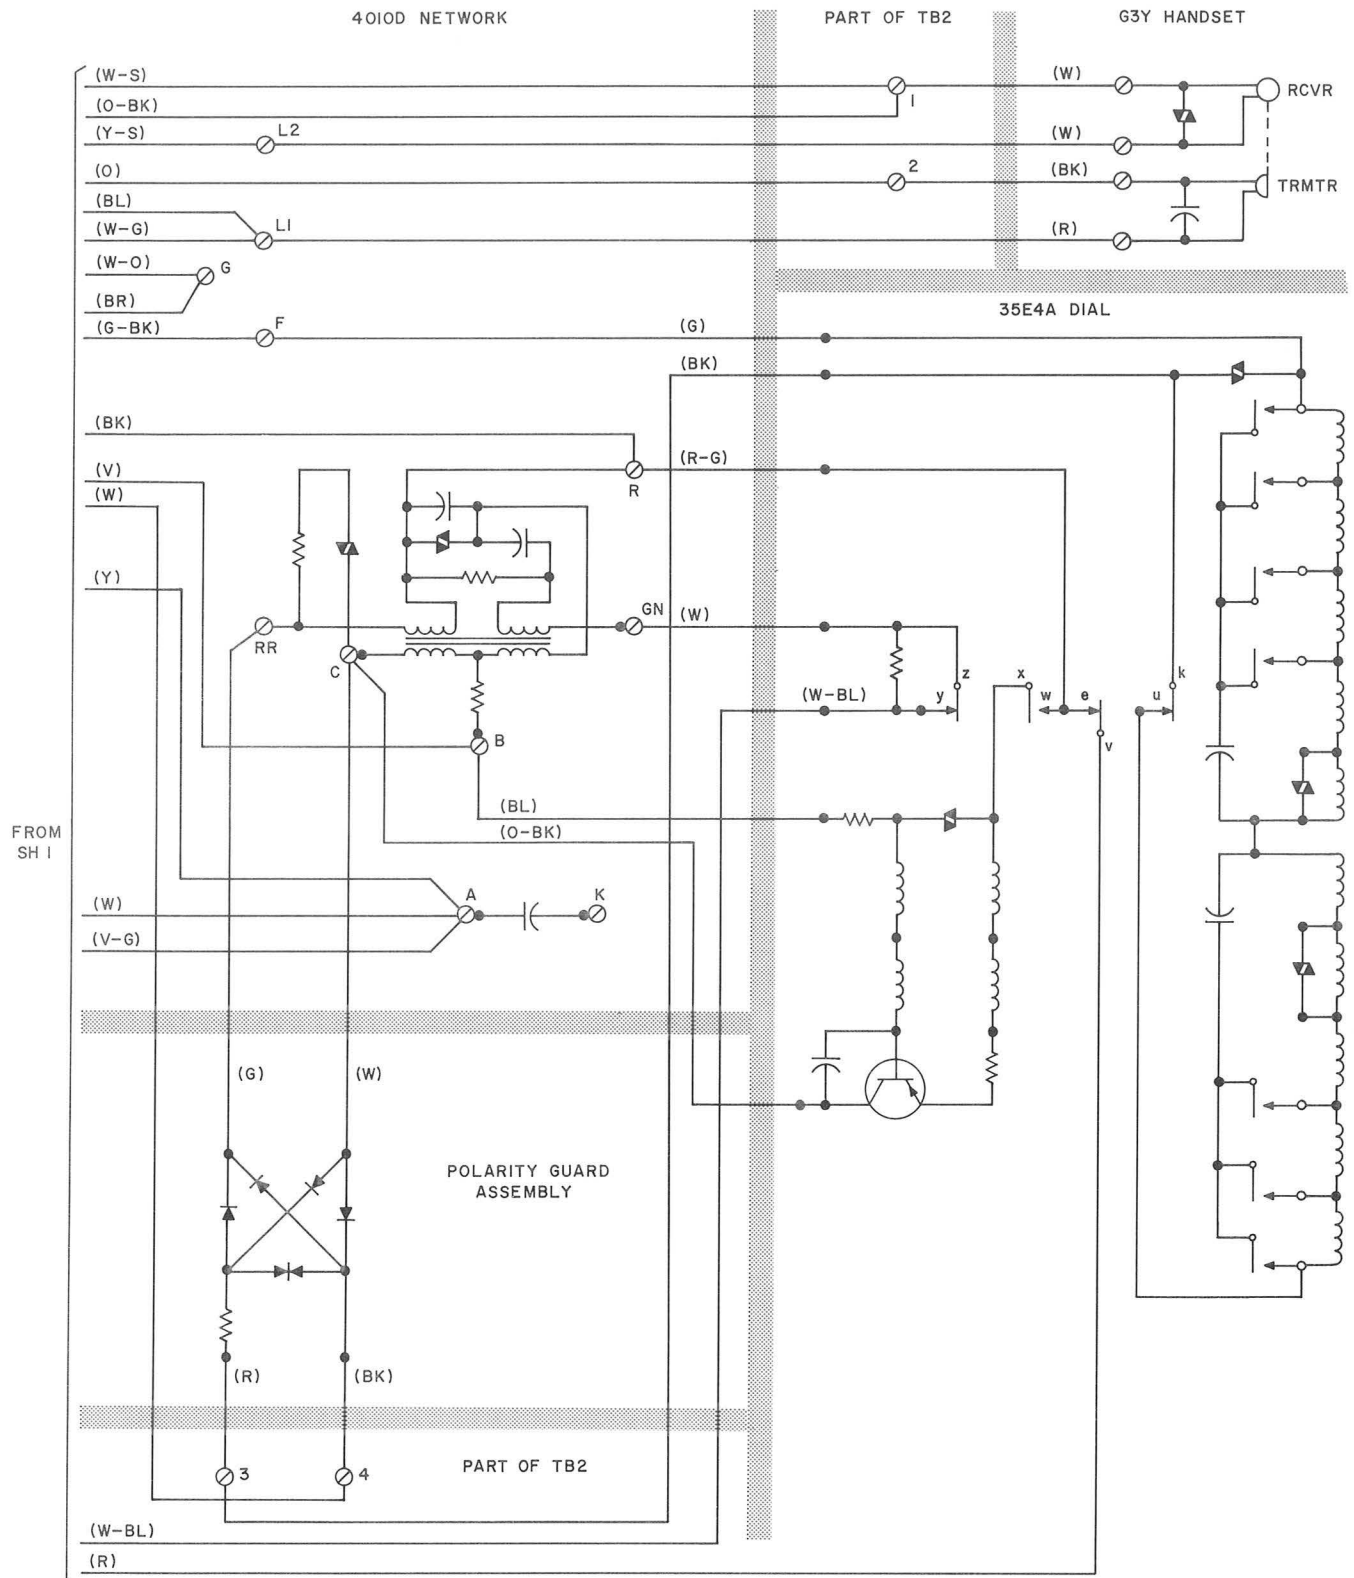 4010D NETWORK
PART OF TB2
G3Y HANDSET
(W-S)
(W)
RCVR
(O-BK)
1
(Y-S)
L2
(W)
(O)
2
(BK)
TRMTR
(BL)
(W-G)
L1
(R)
(W-O)
G
(BR)
35E4A DIAL
(G-BK)
F
(G)
(BK)
(BK)
(R-G)
(V)
R
(W)
(Y)
GN
(W)
RR
C
z
x
k
(W-BL)
y
w
e
u
B
v
(BL)
FROM
SH 1
(O-BK)
A
K
(W)
(V-G)
(G)
(W)
POLARITY GUARD
ASSEMBLY
(R)
(BK)
3
4
PART OF TB2
(W-BL)
(R)